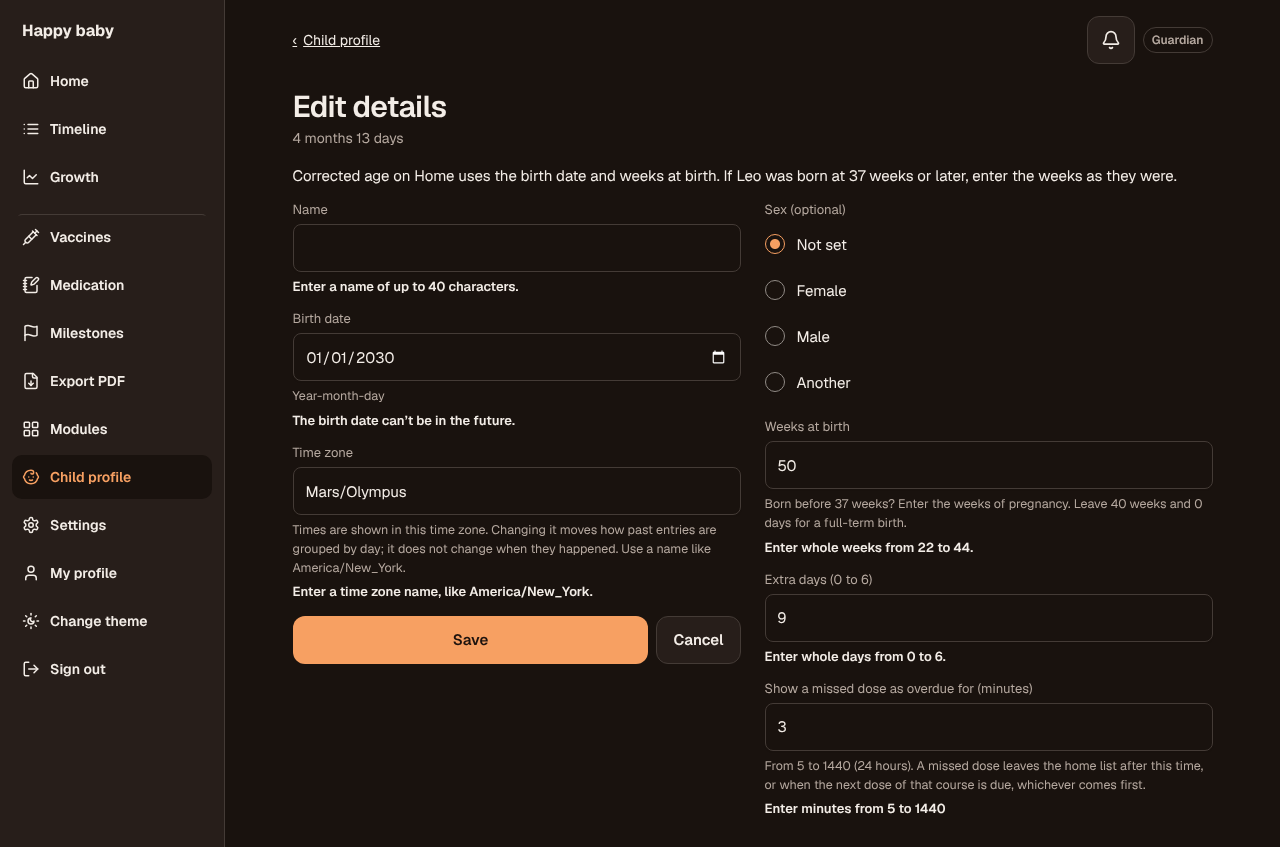 Happy baby
Home
Timeline
Growth
Vaccines
Medication
Milestones
Export PDF
Modules
Child profile
Settings
My profile
Change theme
Sign out
‹ Child profile
Guardian
Edit details
4 months 13 days
Corrected age on Home uses the birth date and weeks at birth. If Leo was born at 37 weeks or later, enter the weeks as they were.
Name
Enter a name of up to 40 characters.
Birth date
01/01/2030
Year-month-day
The birth date can’t be in the future.
Time zone
Mars/Olympus
Times are shown in this time zone. Changing it moves how past entries are
grouped by day; it does not change when they happened. Use a name like
America/New_York.
Enter a time zone name, like America/New_York.
Save
Cancel
Sex (optional)
Not set
Female
Male
Another
Weeks at birth
50
Born before 37 weeks? Enter the weeks of pregnancy. Leave 40 weeks and 0
days for a full-term birth.
Enter whole weeks from 22 to 44.
Extra days (0 to 6)
9
Enter whole days from 0 to 6.
Show a missed dose as overdue for (minutes)
3
From 5 to 1440 (24 hours). A missed dose leaves the home list after this time,
or when the next dose of that course is due, whichever comes first.
Enter minutes from 5 to 1440